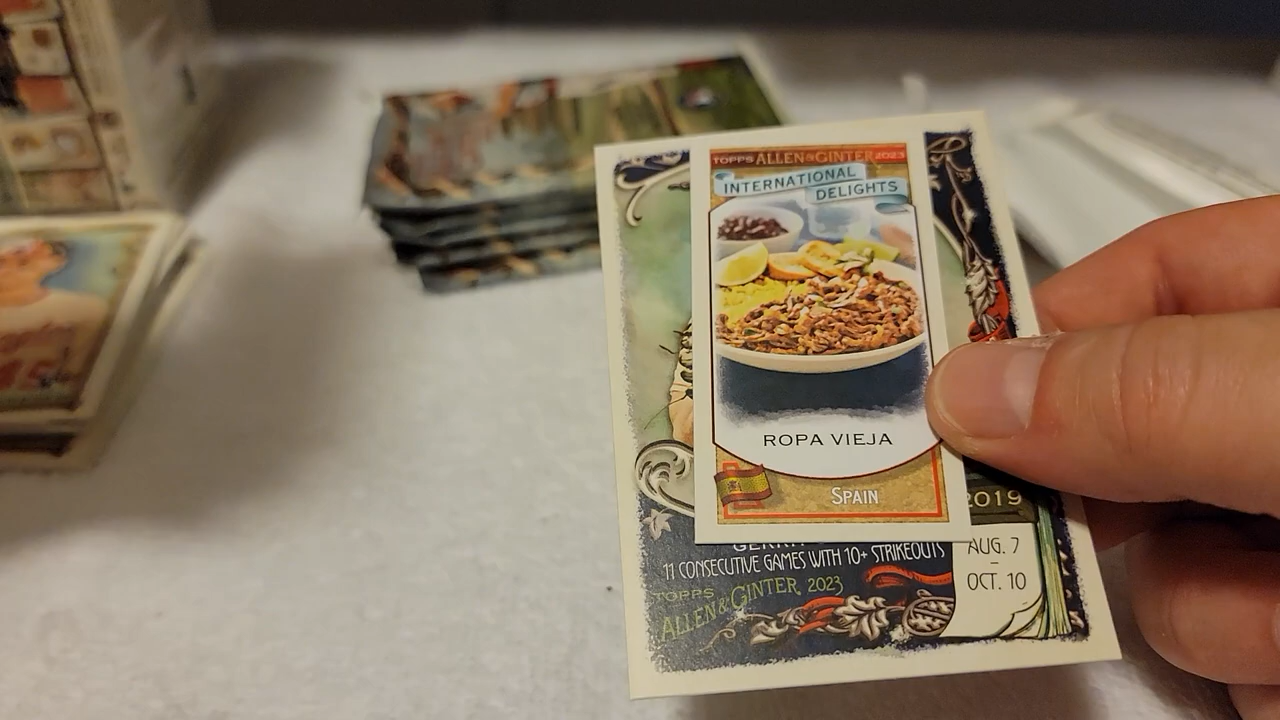 TOPPS ALLEN & GINTER 2023
INTERNATIONAL
DELIGHTS
ROPA VIEJA
SPAIN
2019
AUG. 7
–
OCT. 10
11 CONSECUTIVE GAMES WITH 10+ STRIKEOUTS
TOPPS
ALLEN & GINTER 2023